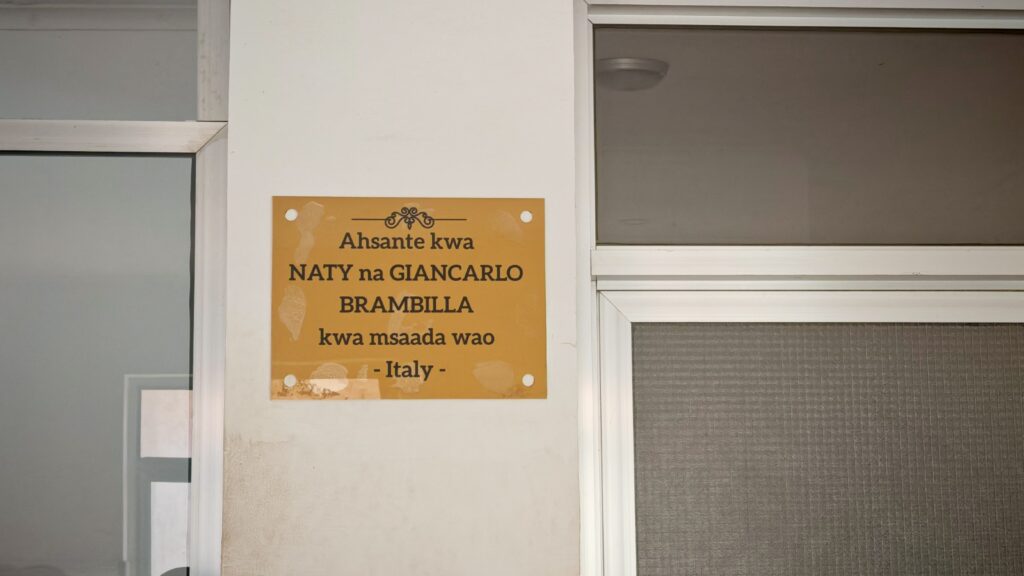 Ahsante kwa
NATY na GIANCARLO
BRAMBILLA
kwa msaada wao
- Italy -